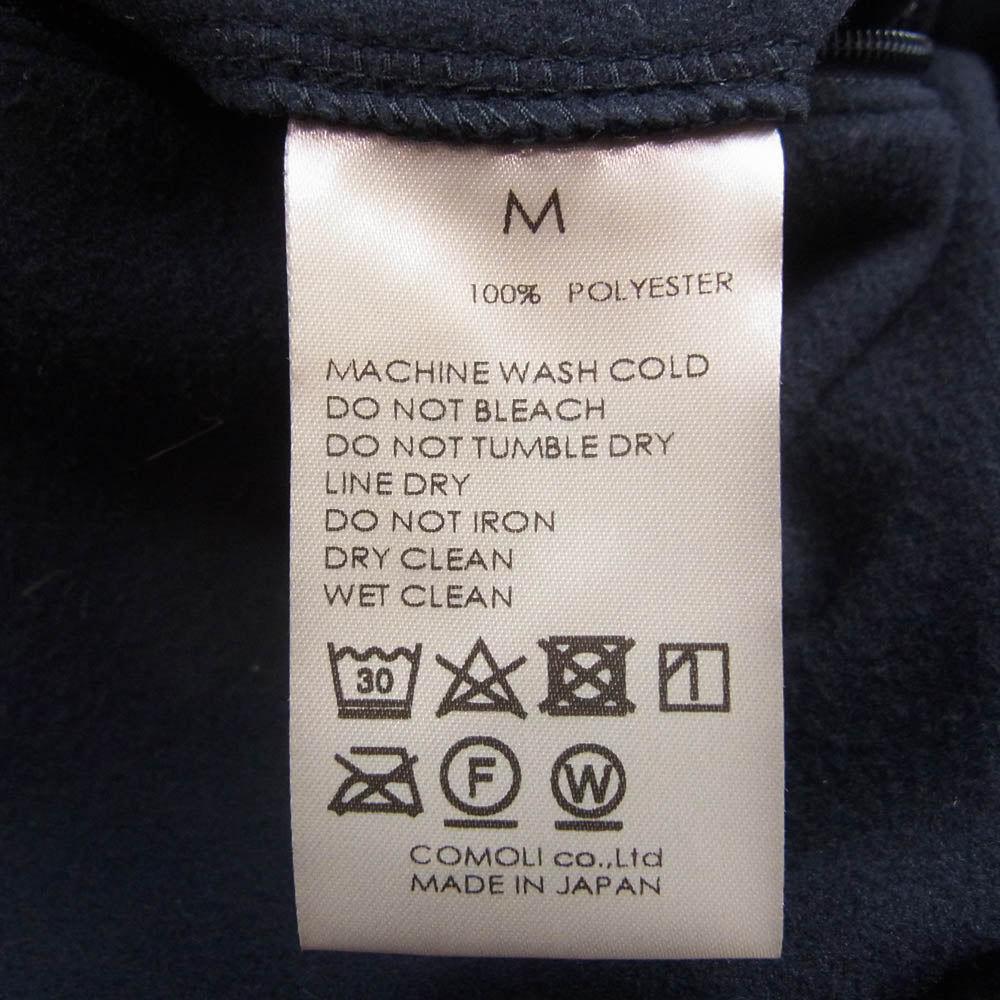 M
100% POLYESTER
MACHINE WASH COLD
DO NOT BLEACH
DO NOT TUMBLE DRY
LINE DRY
DO NOT IRON
DRY CLEAN
WET CLEAN
30
F W
COMOLI co.,Ltd
MADE IN JAPAN